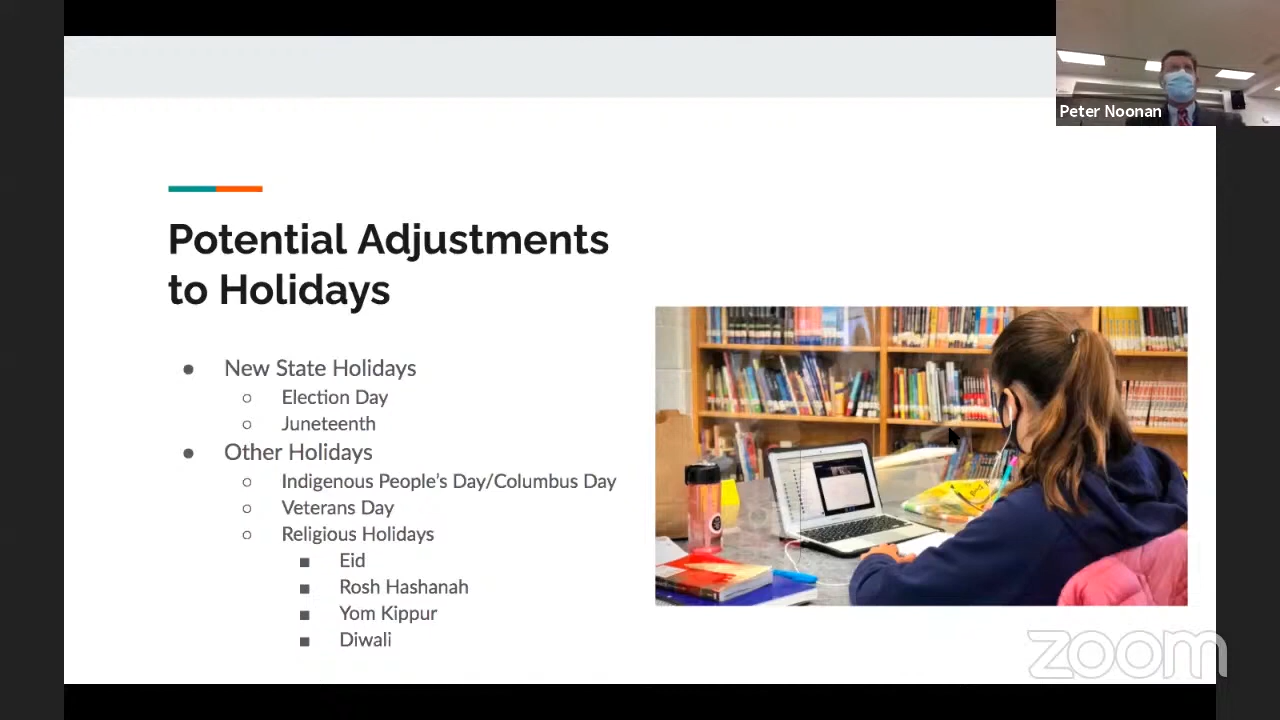 Peter Noonan
Potential Adjustments
to Holidays
● New State Holidays
○ Election Day
○ Juneteenth
● Other Holidays
○ Indigenous People's Day/Columbus Day
○ Veterans Day
○ Religious Holidays
■ Eid
■ Rosh Hashanah
■ Yom Kippur
■ Diwali
zoom